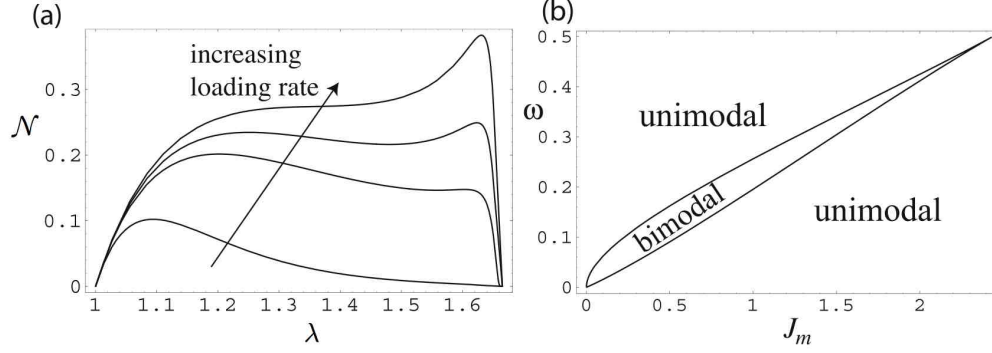 (a)
increasing
loading rate
0.3
𝒩
0.2
0.1
0
1 1.1 1.2 1.3 1.4 1.5 1.6
λ
(b)
0.5
0.4
ω
0.3
0.2
0.1
0
unimodal
bimodal
unimodal
0 0.5 1 1.5 2
J_m